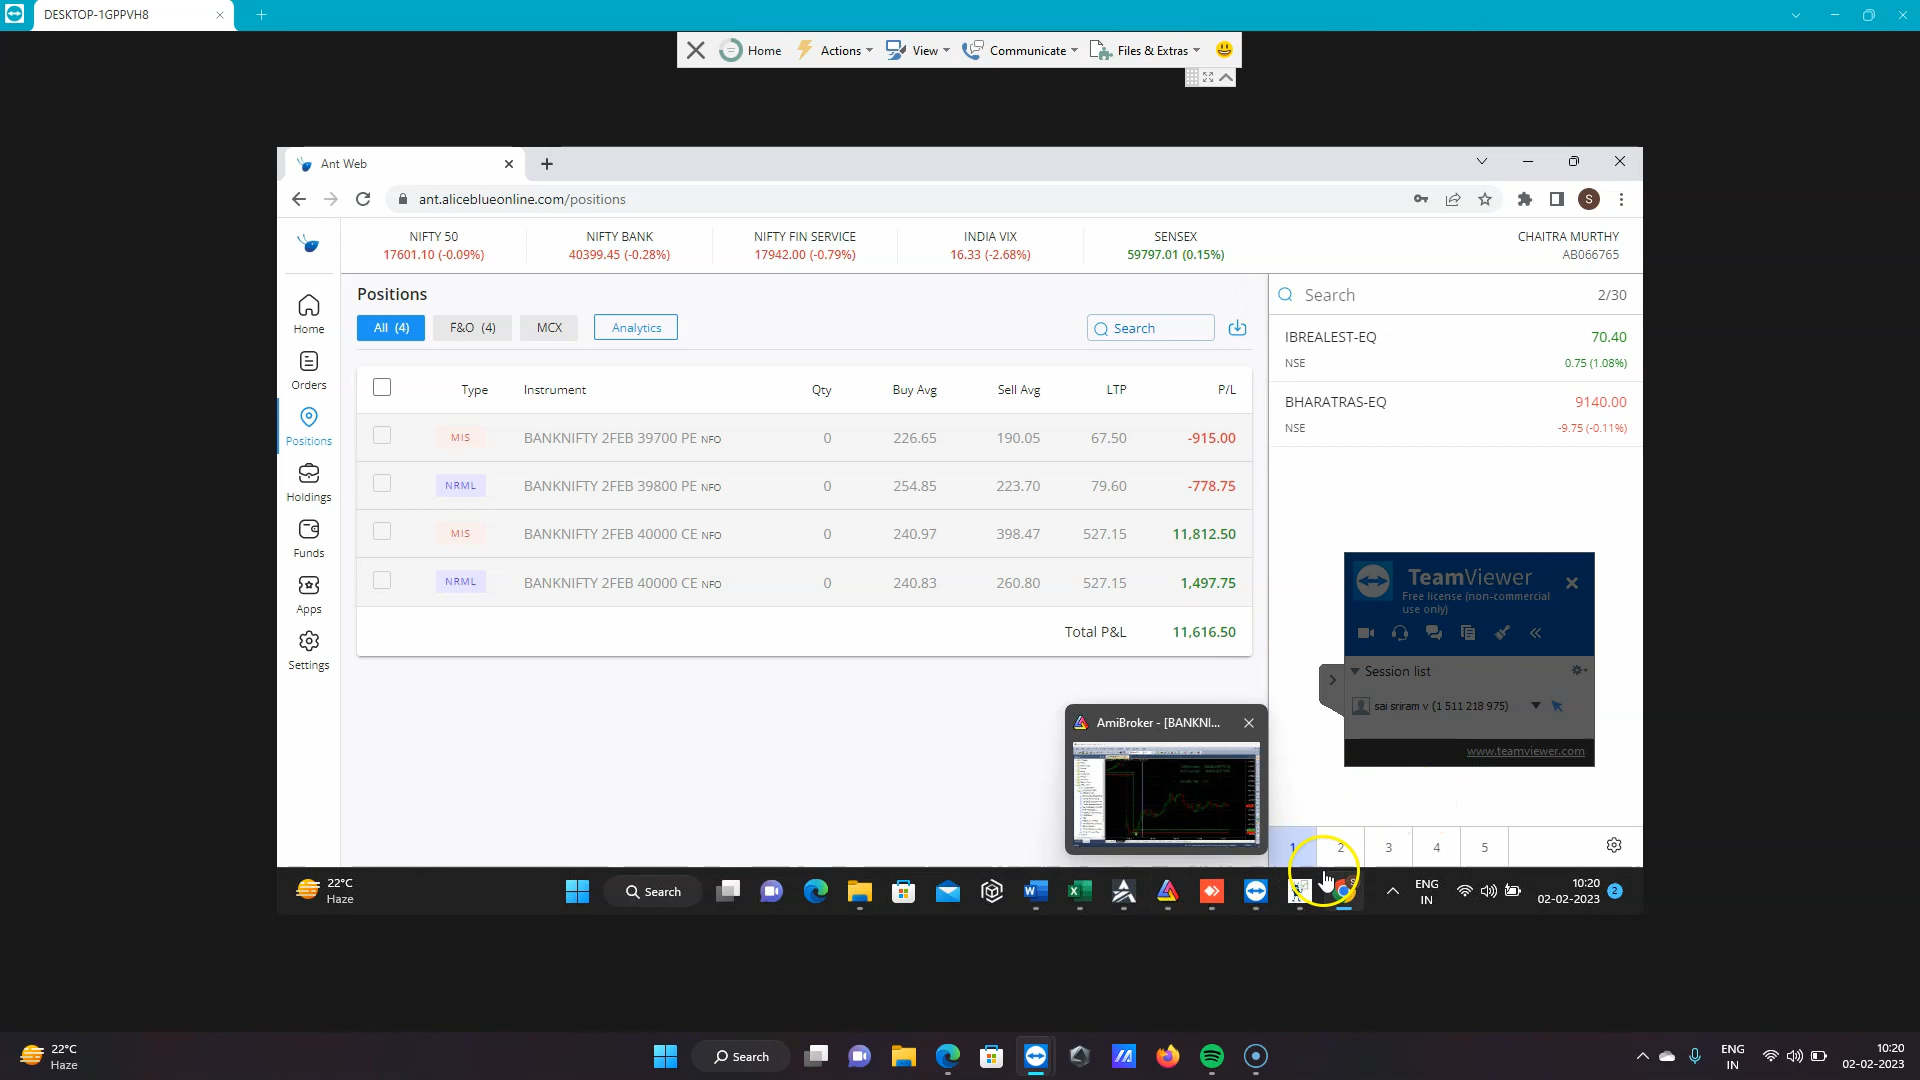 DESKTOP-1GPPVH8
Home
Actions
View
Communicate
Files & Extras
Ant Web
ant.aliceblueonline.com/positions
S
NIFTY 50
17601.10 (-0.09%)
NIFTY BANK
40399.45 (-0.28%)
NIFTY FIN SERVICE
17942.00 (-0.79%)
INDIA VIX
16.33 (-2.68%)
SENSEX
59797.01 (0.15%)
CHAITRA MURTHY
AB066765
Home
Orders
Positions
Holdings
Funds
Apps
Settings
Positions
All (4)
F&O (4)
MCX
Analytics
Search
Type Instrument Qty Buy Avg Sell Avg LTP P/L
MIS BANKNIFTY 2FEB 39700 PE NFO 0 226.65 190.05 67.50 -915.00
NRML BANKNIFTY 2FEB 39800 PE NFO 0 254.85 223.70 79.60 -778.75
MIS BANKNIFTY 2FEB 40000 CE NFO 0 240.97 398.47 527.15 11,812.50
NRML BANKNIFTY 2FEB 40000 CE NFO 0 240.83 260.80 527.15 1,497.75
Total P&L 11,616.50
Search 2/30
IBREALEST-EQ 70.40
NSE 0.75 (1.08%)
BHARATRAS-EQ 9140.00
NSE -9.75 (-0.11%)
TeamViewer
Free license (non-commercial
use only)
Session list
sai sriram v (1 511 218 975)
www.teamviewer.com
AmiBroker - [BANKNI...
1 2 3 4 5
22°C
Haze
Search
ENG
IN
10:20
02-02-2023
2
22°C
Haze
Search
ENG
IN
10:20
02-02-2023